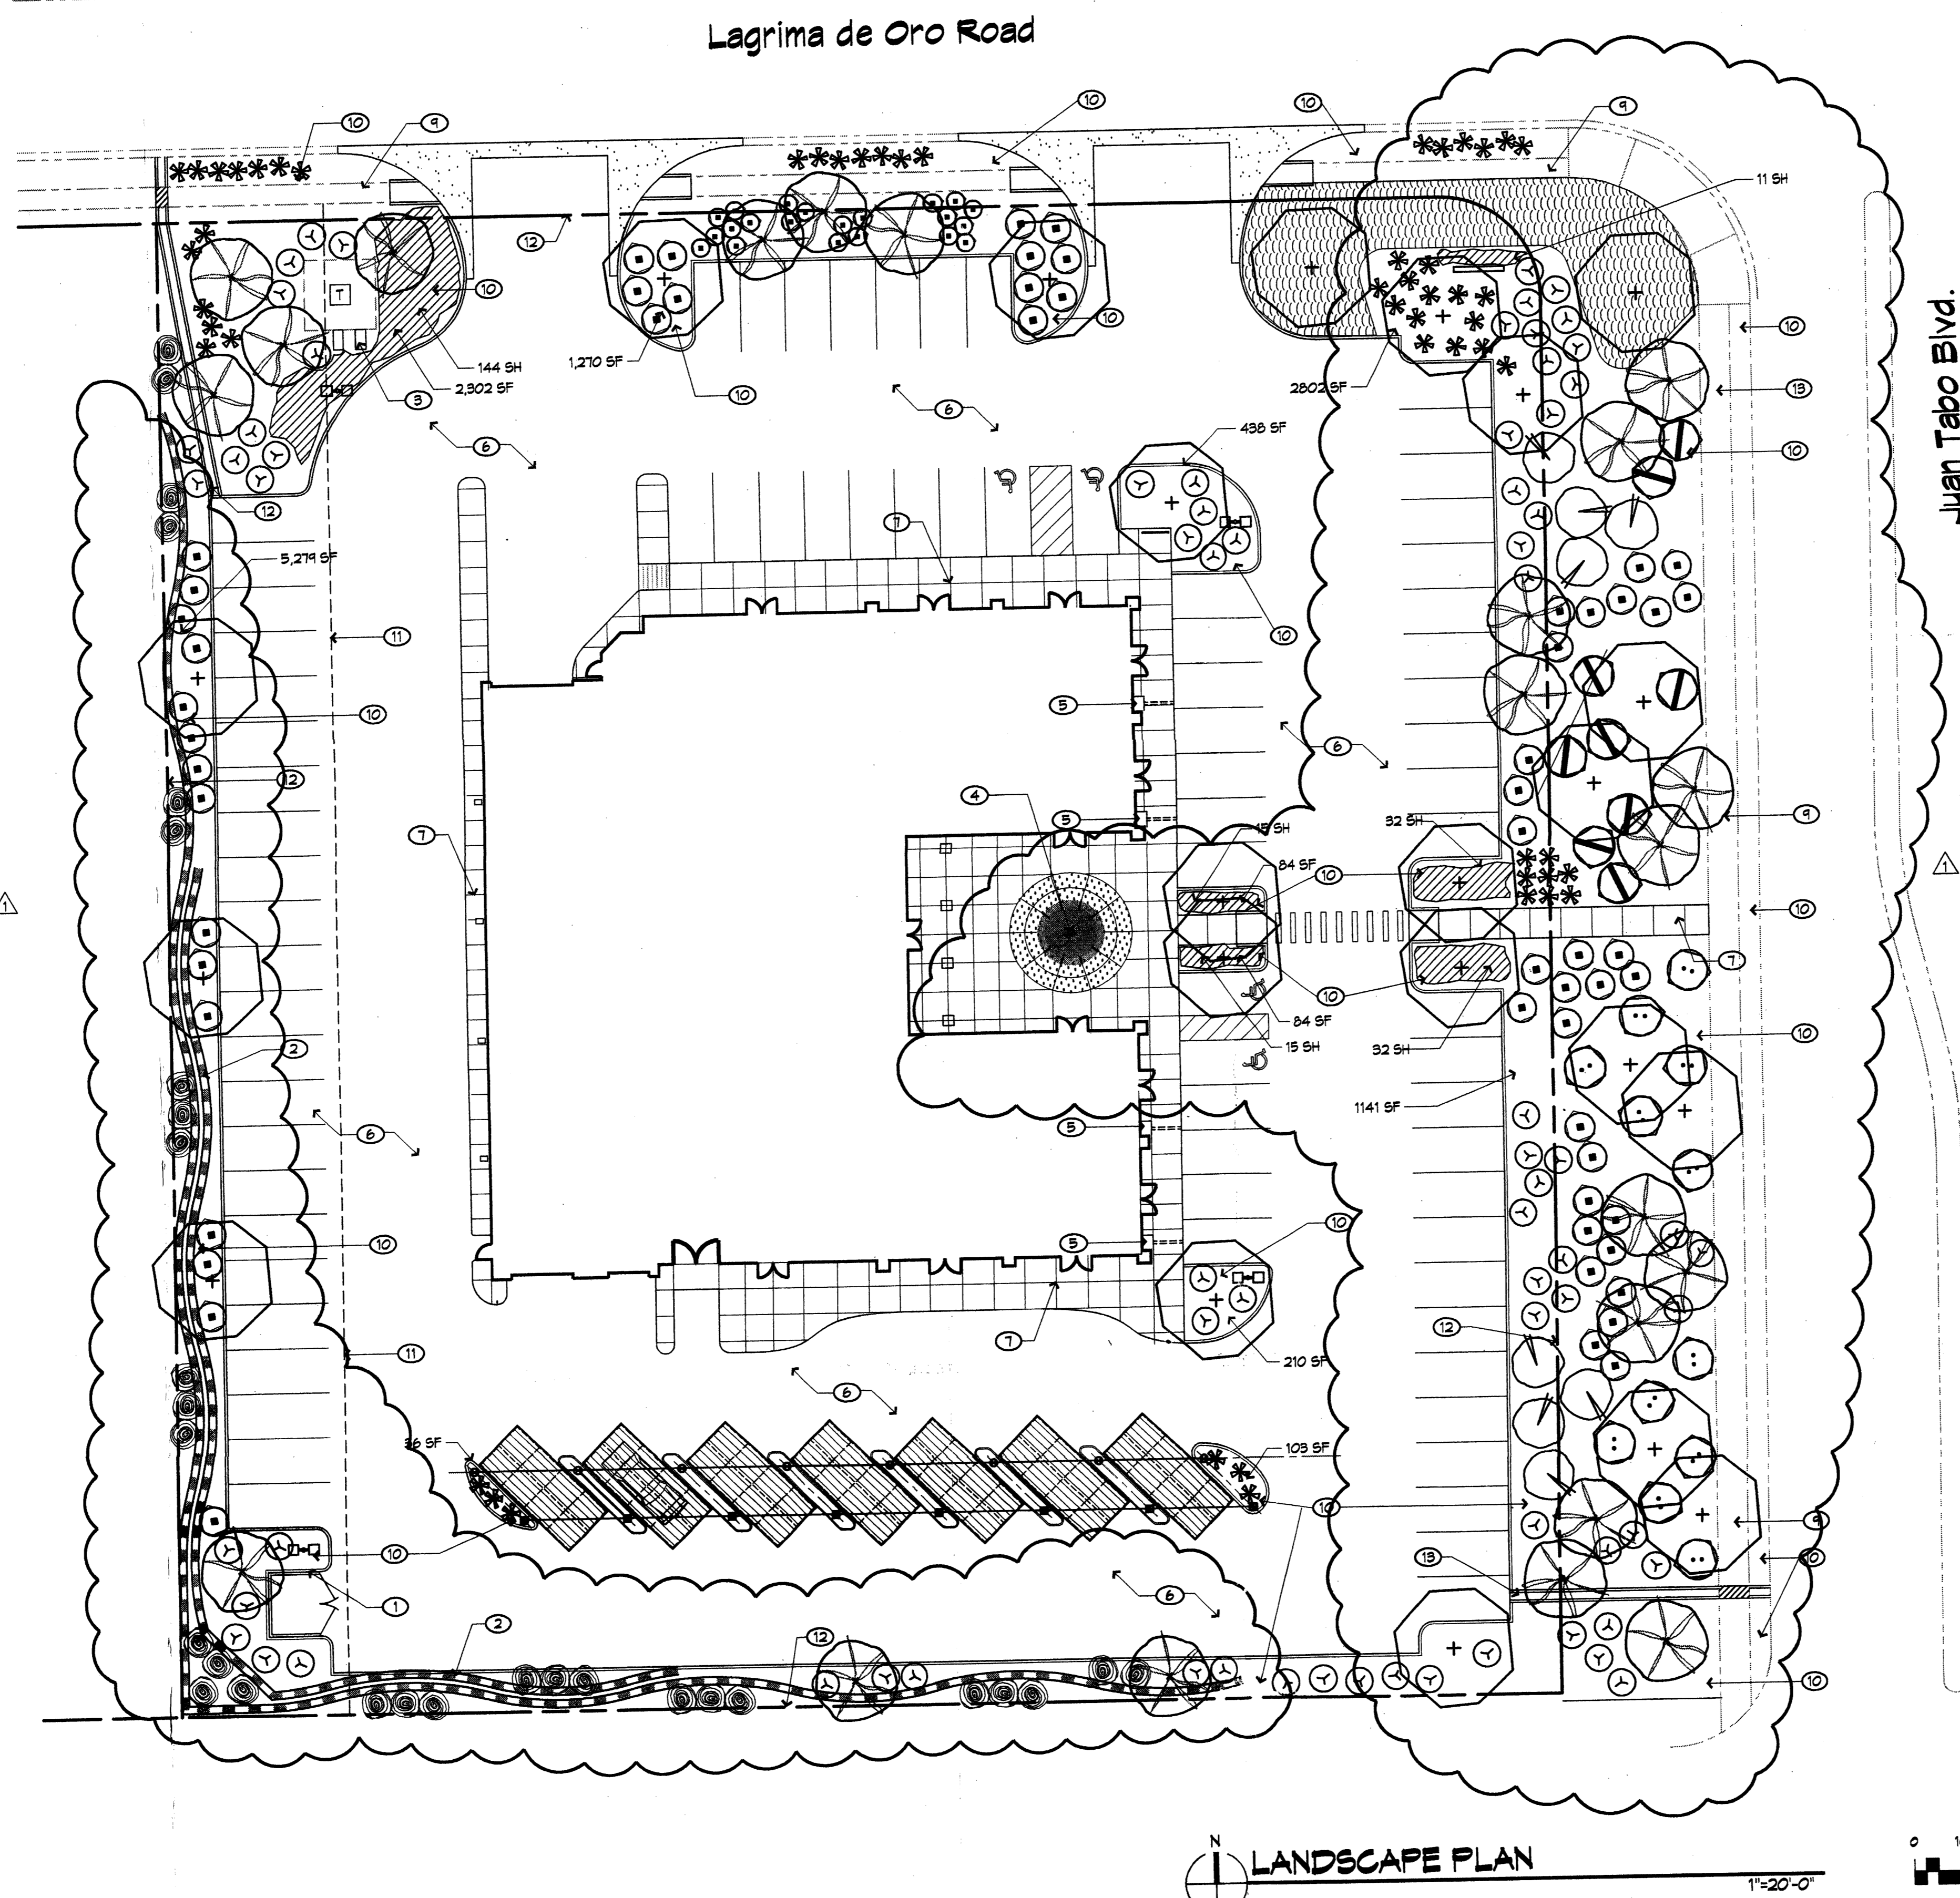 Lagrima de Oro Road
10
9
10
10
9
11 SH
12
T
10
10
10
144 SH
1,270 SF
2,302 SF
2802 SF
13
3
10
6
438 SF
6
10
12
7
5,279 SF
11
10
5
10
6
12
4
9
7
5
15 SH
32 SH
84 SF
10
10
1
1
7
10
84 SF
10
2
15 SH
32 SH
1141 SF
6
5
10
10
5
12
11
7
210 SF
6
36 SF
103 SF
10
9
10
13
10
1
6
2
12
10
Juan Tabo Blvd.
N
LANDSCAPE PLAN
1"=20'-0"
0